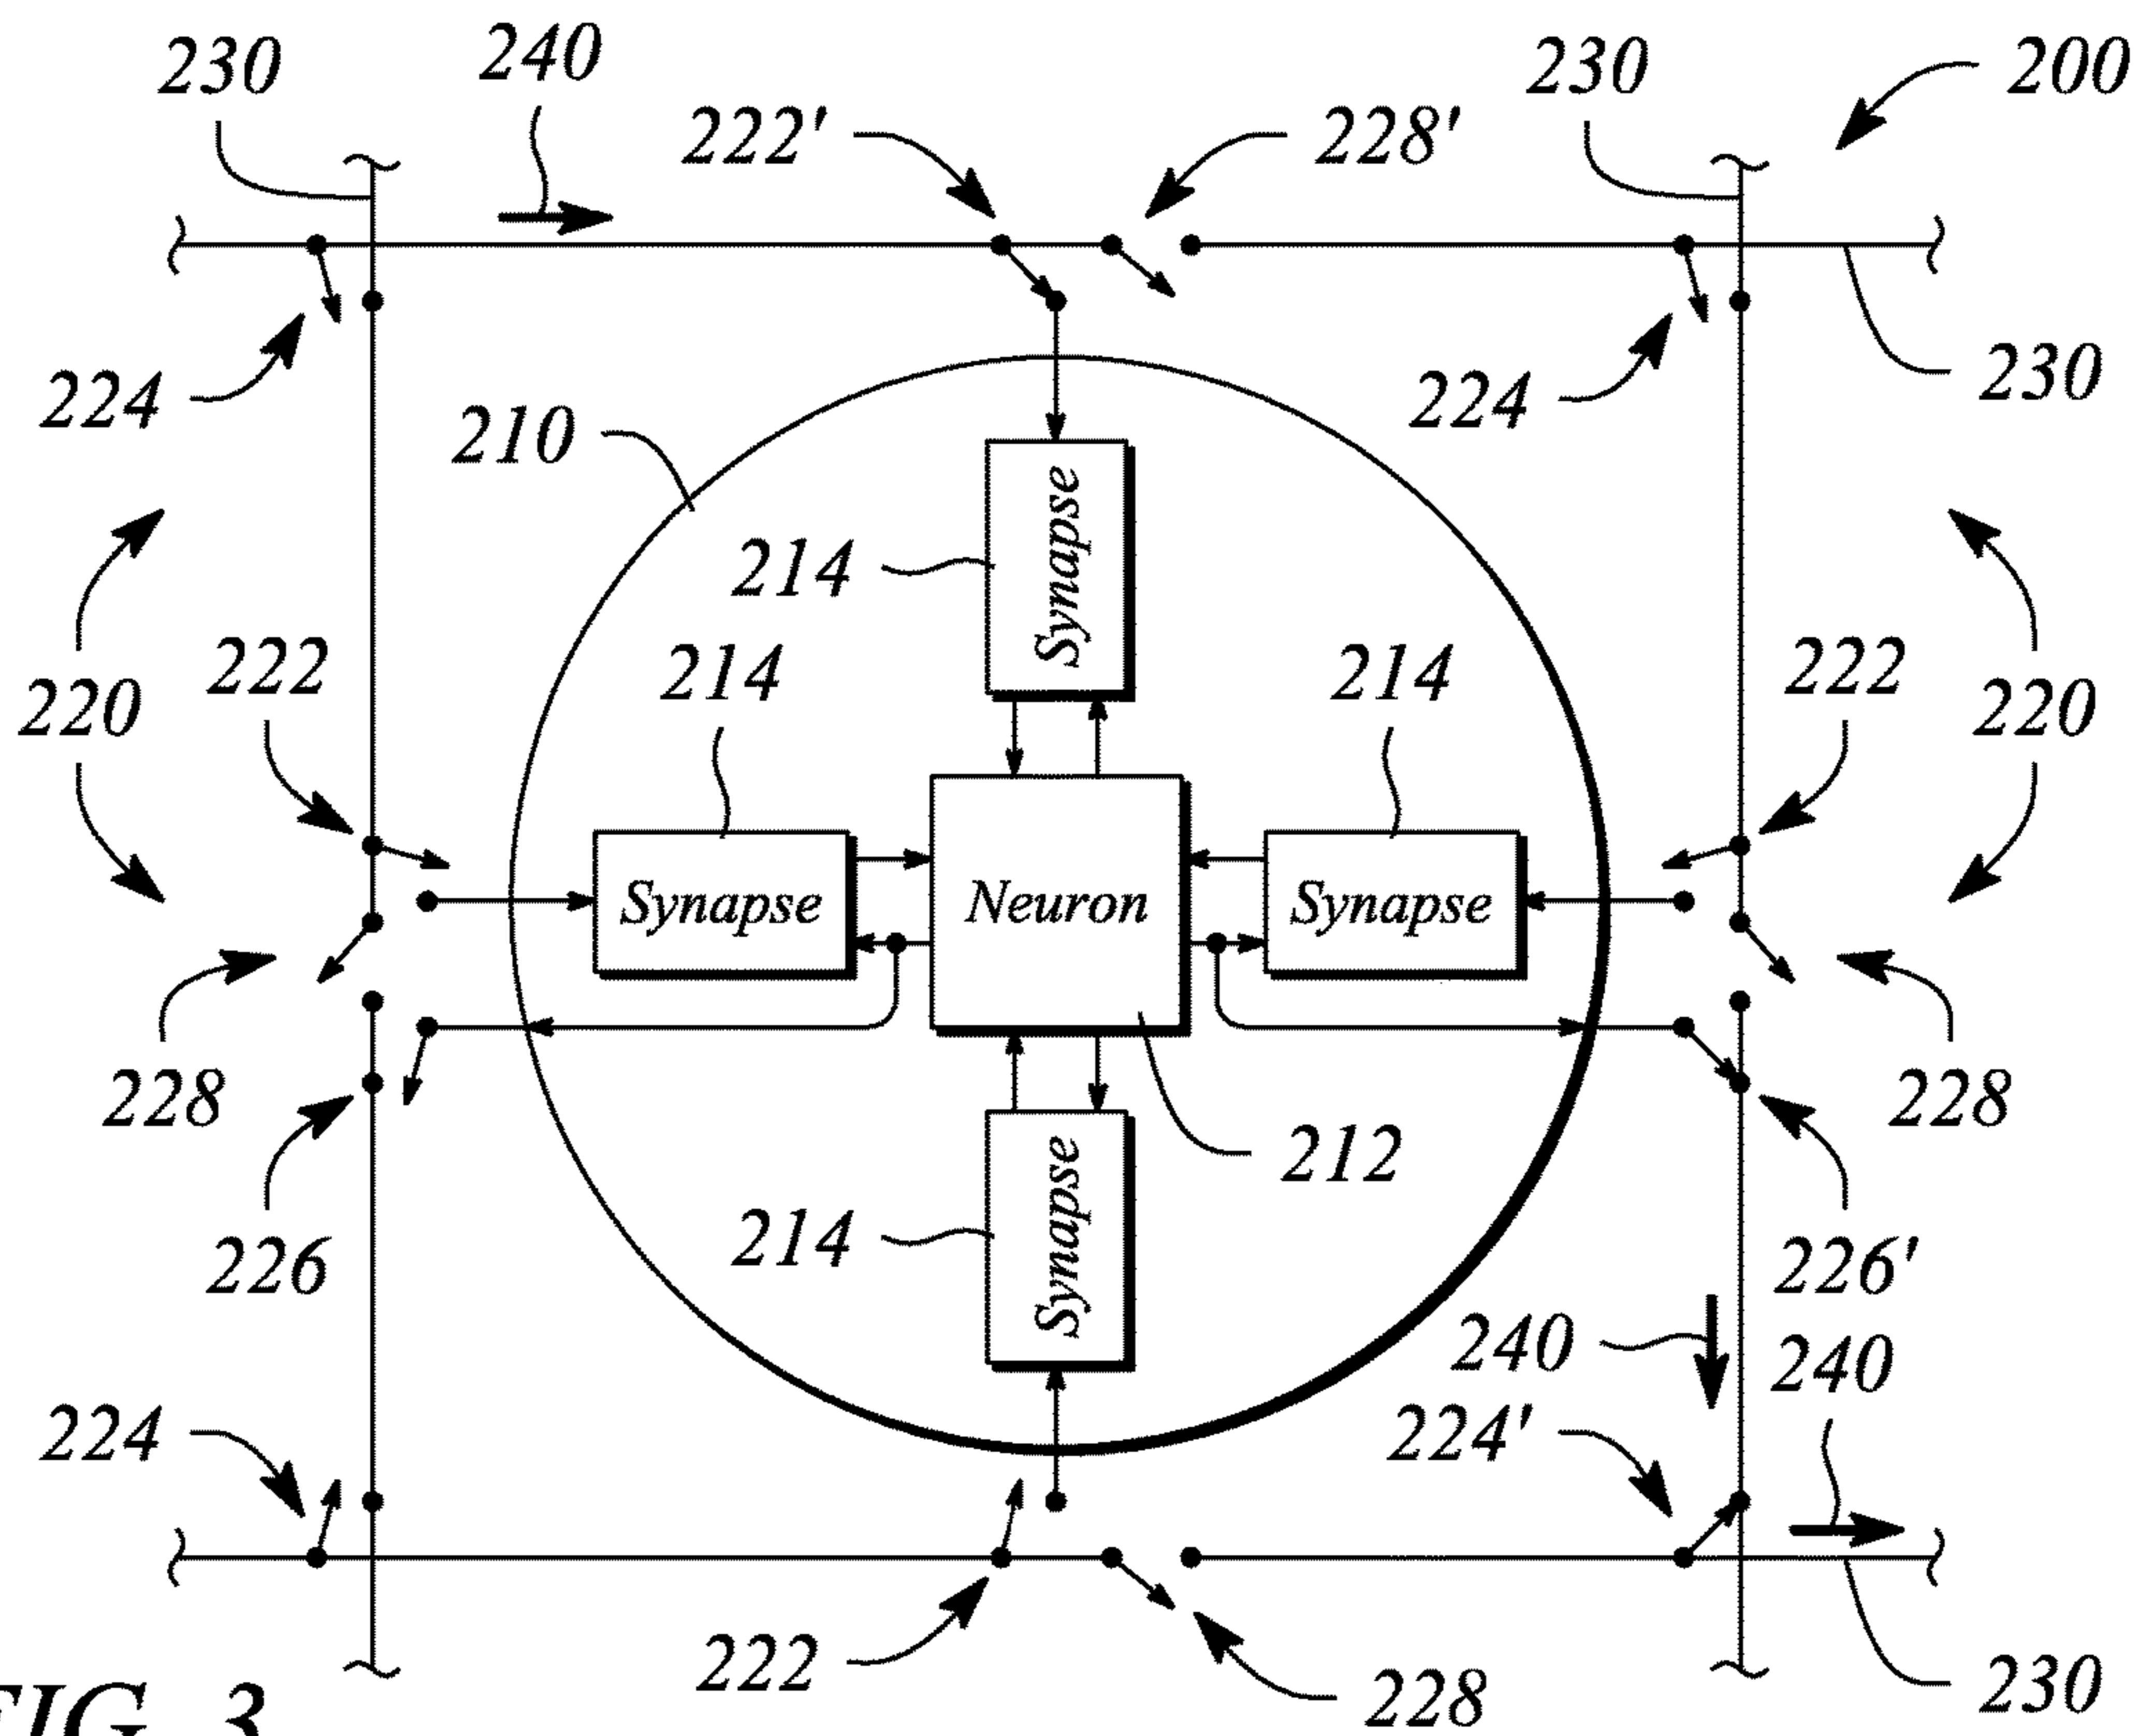 230 240 230 200
222' 228'
224 210 224 230
214 Synapse
222 214 214 222
220 220
Synapse Neuron Synapse
228 212 228
226 214 Synapse 226'
240 240
224 224'
222 228 230
FIG. 3